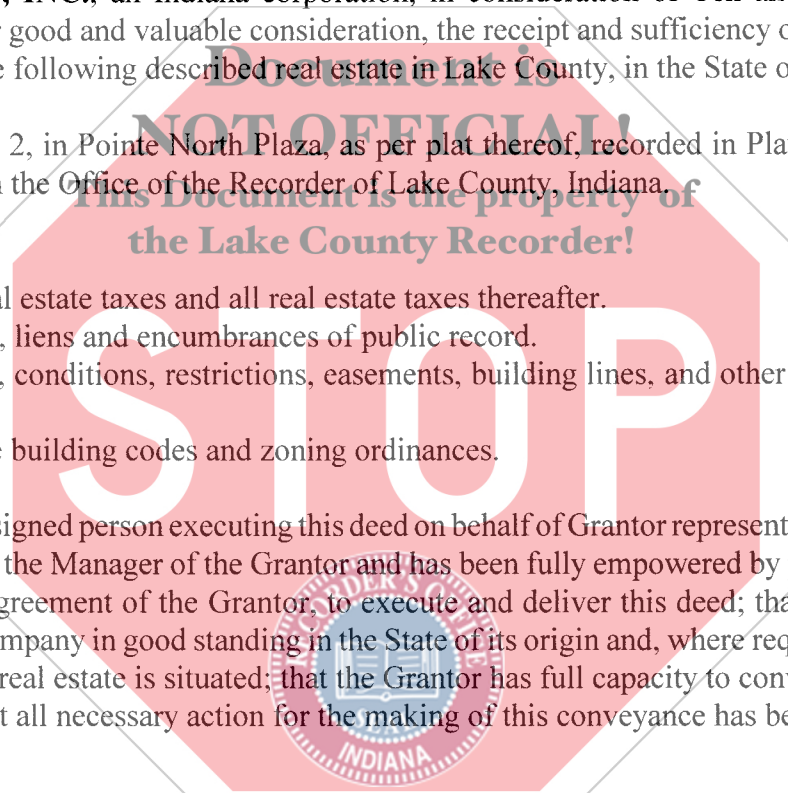 INC., an Indiana corporation, in consideration of Ten
good and valuable consideration, the receipt and sufficiency o
Document is
e following described real estate in Lake County, in the State o
NOT OFFICIAL!
2, in Pointe North Plaza, as per plat thereof, recorded in Pla
the Office of the Recorder of Lake County, Indiana.
This Document is the property of
the Lake County Recorder!
al estate taxes and all real estate taxes thereafter.
, liens and encumbrances of public record.
, conditions, restrictions, easements, building lines, and other
STOP
e building codes and zoning ordinances.
signed person executing this deed on behalf of Grantor represent
the Manager of the Grantor and has been fully empowered by
greement of the Grantor, to execute and deliver this deed; tha
mpany in good standing in the State of its origin and, where req
real estate is situated; that the Grantor has full capacity to con
t all necessary action for the making of this conveyance has be
RECORDER'S OFFICE
SEAL
INDIANA